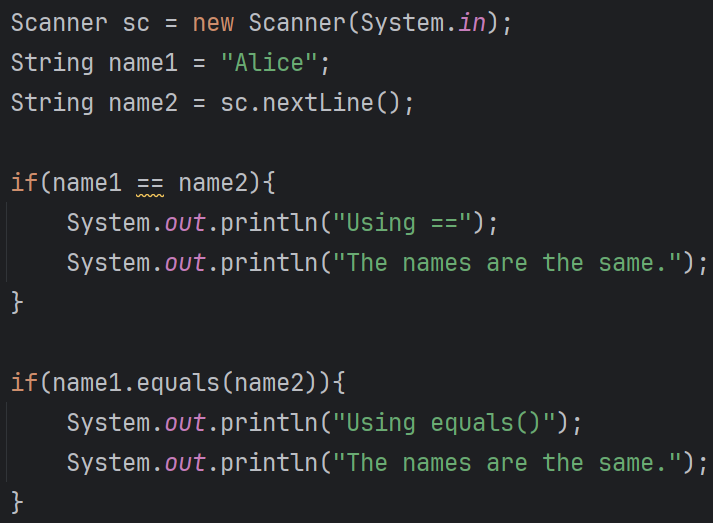 Scanner sc = new Scanner(System.in);
String name1 = "Alice";
String name2 = sc.nextLine();

if(name1 == name2){
    System.out.println("Using ==");
    System.out.println("The names are the same.");
}

if(name1.equals(name2)){
    System.out.println("Using equals()");
    System.out.println("The names are the same.");
}